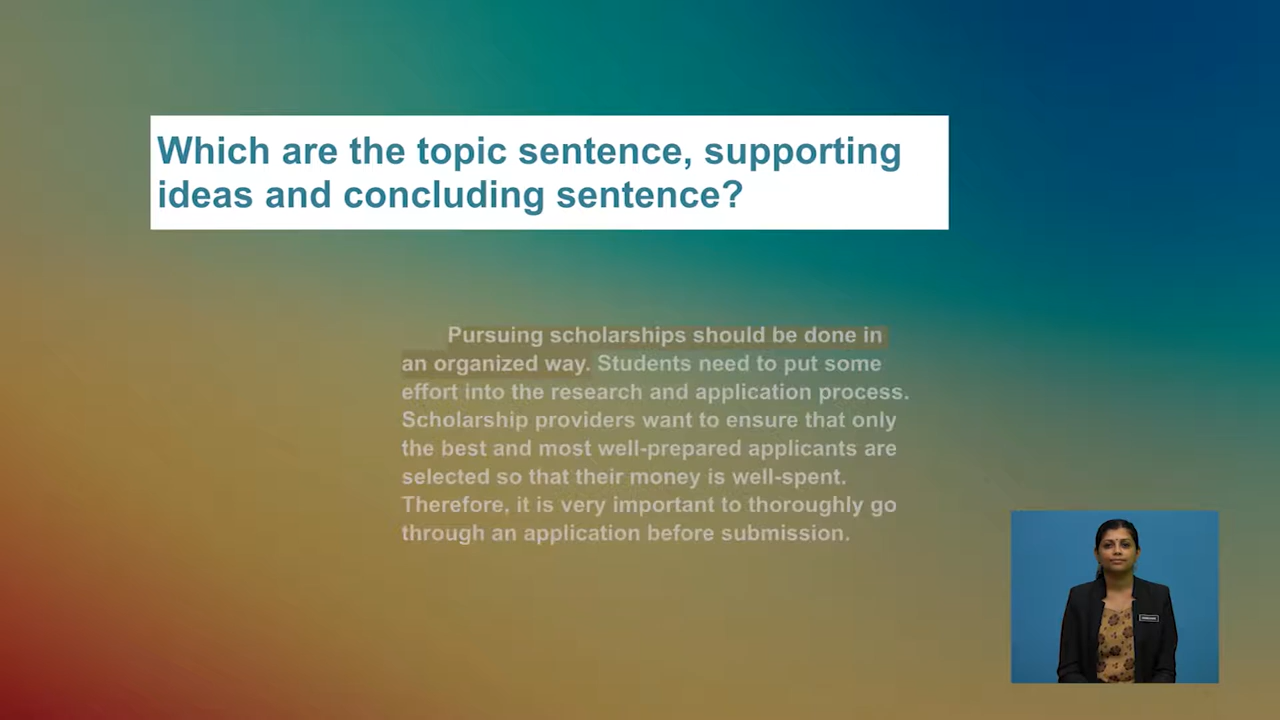 Which are the topic sentence, supporting
ideas and concluding sentence?
Pursuing scholarships should be done in
an organized way. Students need to put some
effort into the research and application process.
Scholarship providers want to ensure that only
the best and most well-prepared applicants are
selected so that their money is well-spent.
Therefore, it is very important to thoroughly go
through an application before submission.